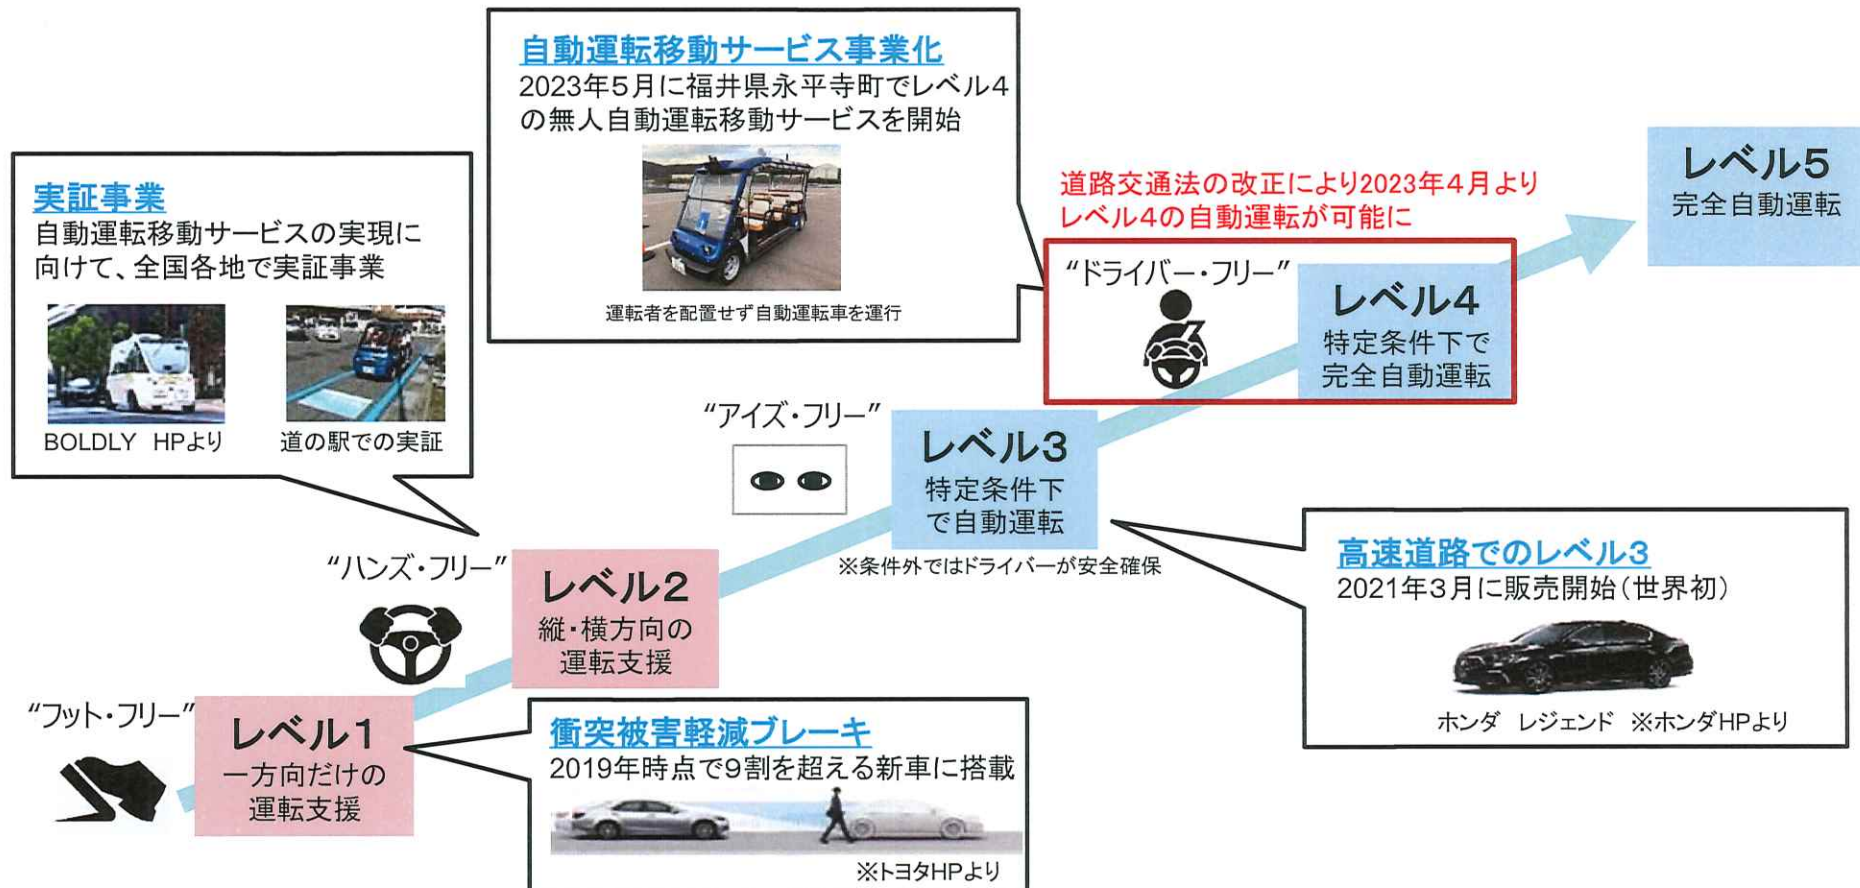 自動運転移動サービス事業化
2023年5月に福井県永平寺町でレベル4
の無人自動運転移動サービスを開始
運転者を配置せず自動運転車を運行
実証事業
自動運転移動サービスの実現に
向けて、全国各地で実証事業
BOLDLY HPより
道の駅での実証
道路交通法の改正により2023年4月より
レベル4の自動運転が可能に
レベル5
完全自動運転
“ドライバー・フリー”
レベル4
特定条件下で
完全自動運転
“アイズ・フリー”
レベル3
特定条件下
で自動運転
※条件外ではドライバーが安全確保
高速道路でのレベル3
2021年3月に販売開始(世界初)
ホンダ レジェンド ※ホンダHPより
“ハンズ・フリー”
レベル2
縦・横方向の
運転支援
“フット・フリー”
レベル1
一方向だけの
運転支援
衝突被害軽減ブレーキ
2019年時点で9割を超える新車に搭載
※トヨタHPより